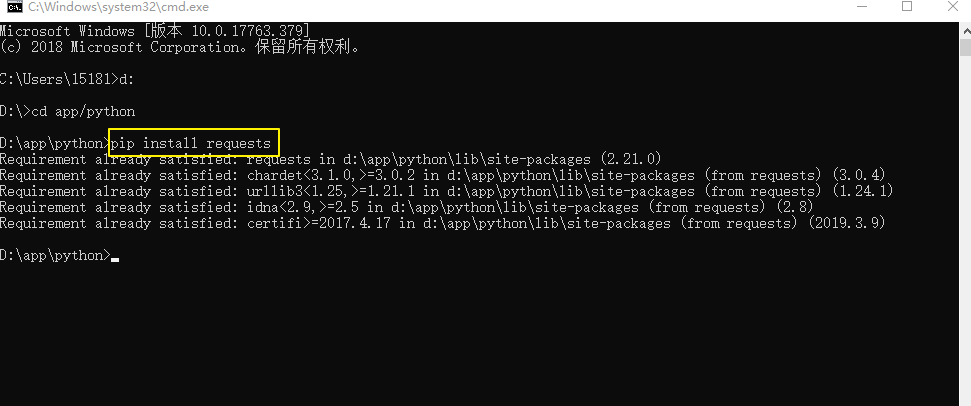 C:\Windows\system32\cmd.exe
Microsoft Windows [版本 10.0.17763.379]
(c) 2018 Microsoft Corporation。保留所有权利。
C:\Users\15181>d:
D:\>cd app/python
D:\app\python>pip install requests
Requirement already satisfied: requests in d:\app\python\lib\site-packages (2.21.0)
Requirement already satisfied: chardet<3.1.0,>=3.0.2 in d:\app\python\lib\site-packages (from requests) (3.0.4)
Requirement already satisfied: urllib3<1.25,>=1.21.1 in d:\app\python\lib\site-packages (from requests) (1.24.1)
Requirement already satisfied: idna<2.9,>=2.5 in d:\app\python\lib\site-packages (from requests) (2.8)
Requirement already satisfied: certifi>=2017.4.17 in d:\app\python\lib\site-packages (from requests) (2019.3.9)
D:\app\python>